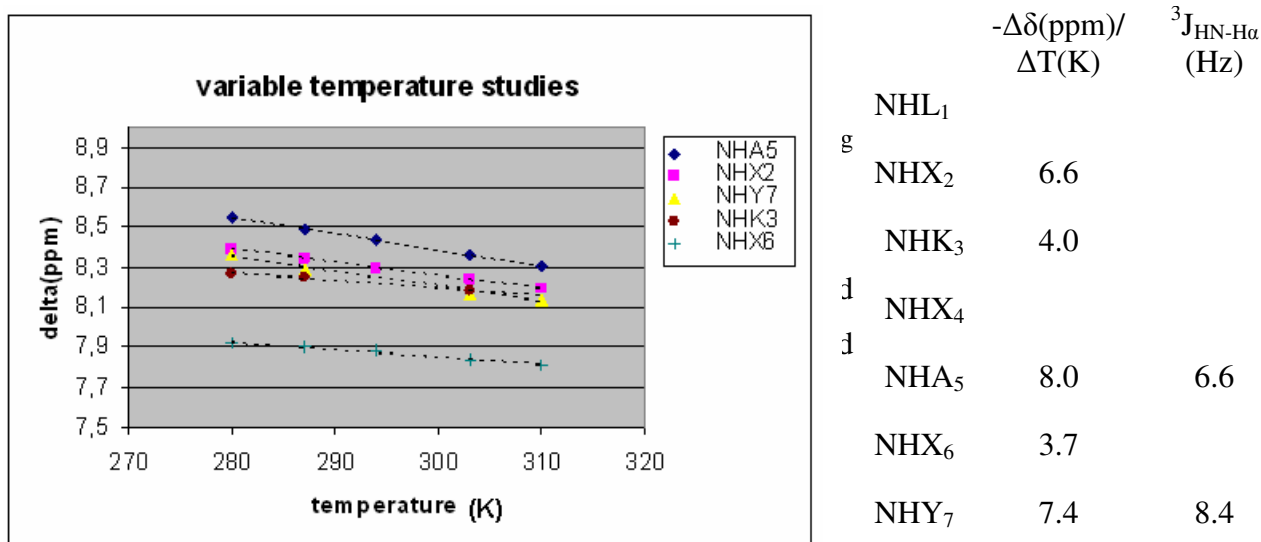 variable temperature studies
delta(ppm)
8,9
8,7
8,5
8,3
8,1
7,9
7,7
7,5
270 280 290 300 310 320
temperature (K)
NHA5
NHX2
NHY7
NHK3
NHX6
g
d
d
-Δδ(ppm)/ΔT(K) ³J_HN-Hα (Hz)
NHL₁
NHX₂ 6.6
NHK₃ 4.0
NHX₄
NHA₅ 8.0 6.6
NHX₆ 3.7
NHY₇ 7.4 8.4